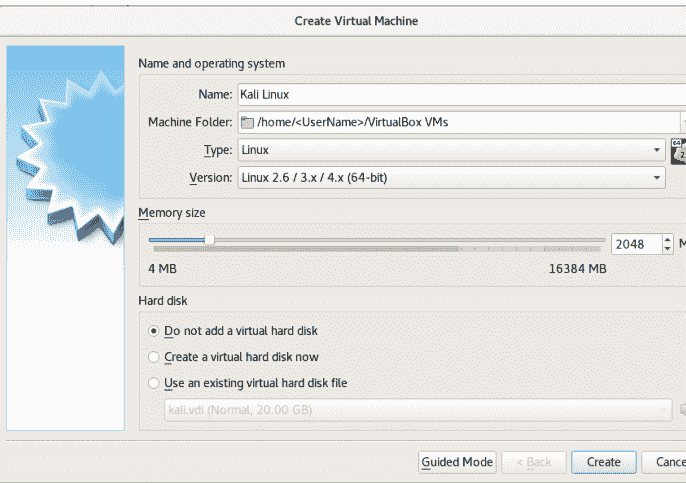 Create Virtual Machine
Name and operating system
Name: Kali Linux
Machine Folder: /home/<UserName>/VirtualBox VMs
Type: Linux
64
2
Version: Linux 2.6 / 3.x / 4.x (64-bit)
Memory size
2048 M
4 MB 16384 MB
Hard disk
Do not add a virtual hard disk
Create a virtual hard disk now
Use an existing virtual hard disk file
kali.vdi (Normal, 20.00 GB)
Guided Mode < Back Create Cance